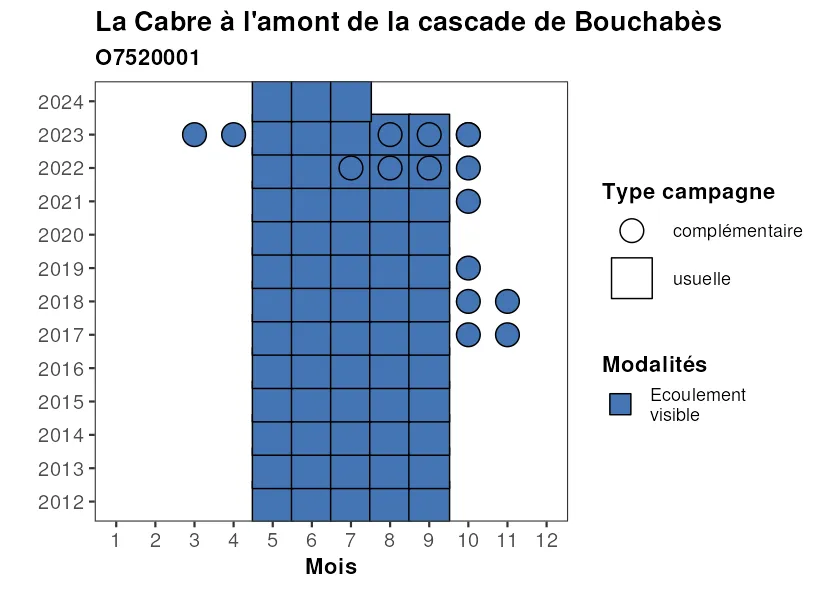 La Cabre à l'amont de la cascade de Bouchabès
O7520001
2024
2023
2022
2021
2020
2019
2018
2017
2016
2015
2014
2013
2012
1 2 3 4 5 6 7 8 9 10 11 12
Mois
Type campagne
complémentaire
usuelle
Modalités
Ecoulement
visible